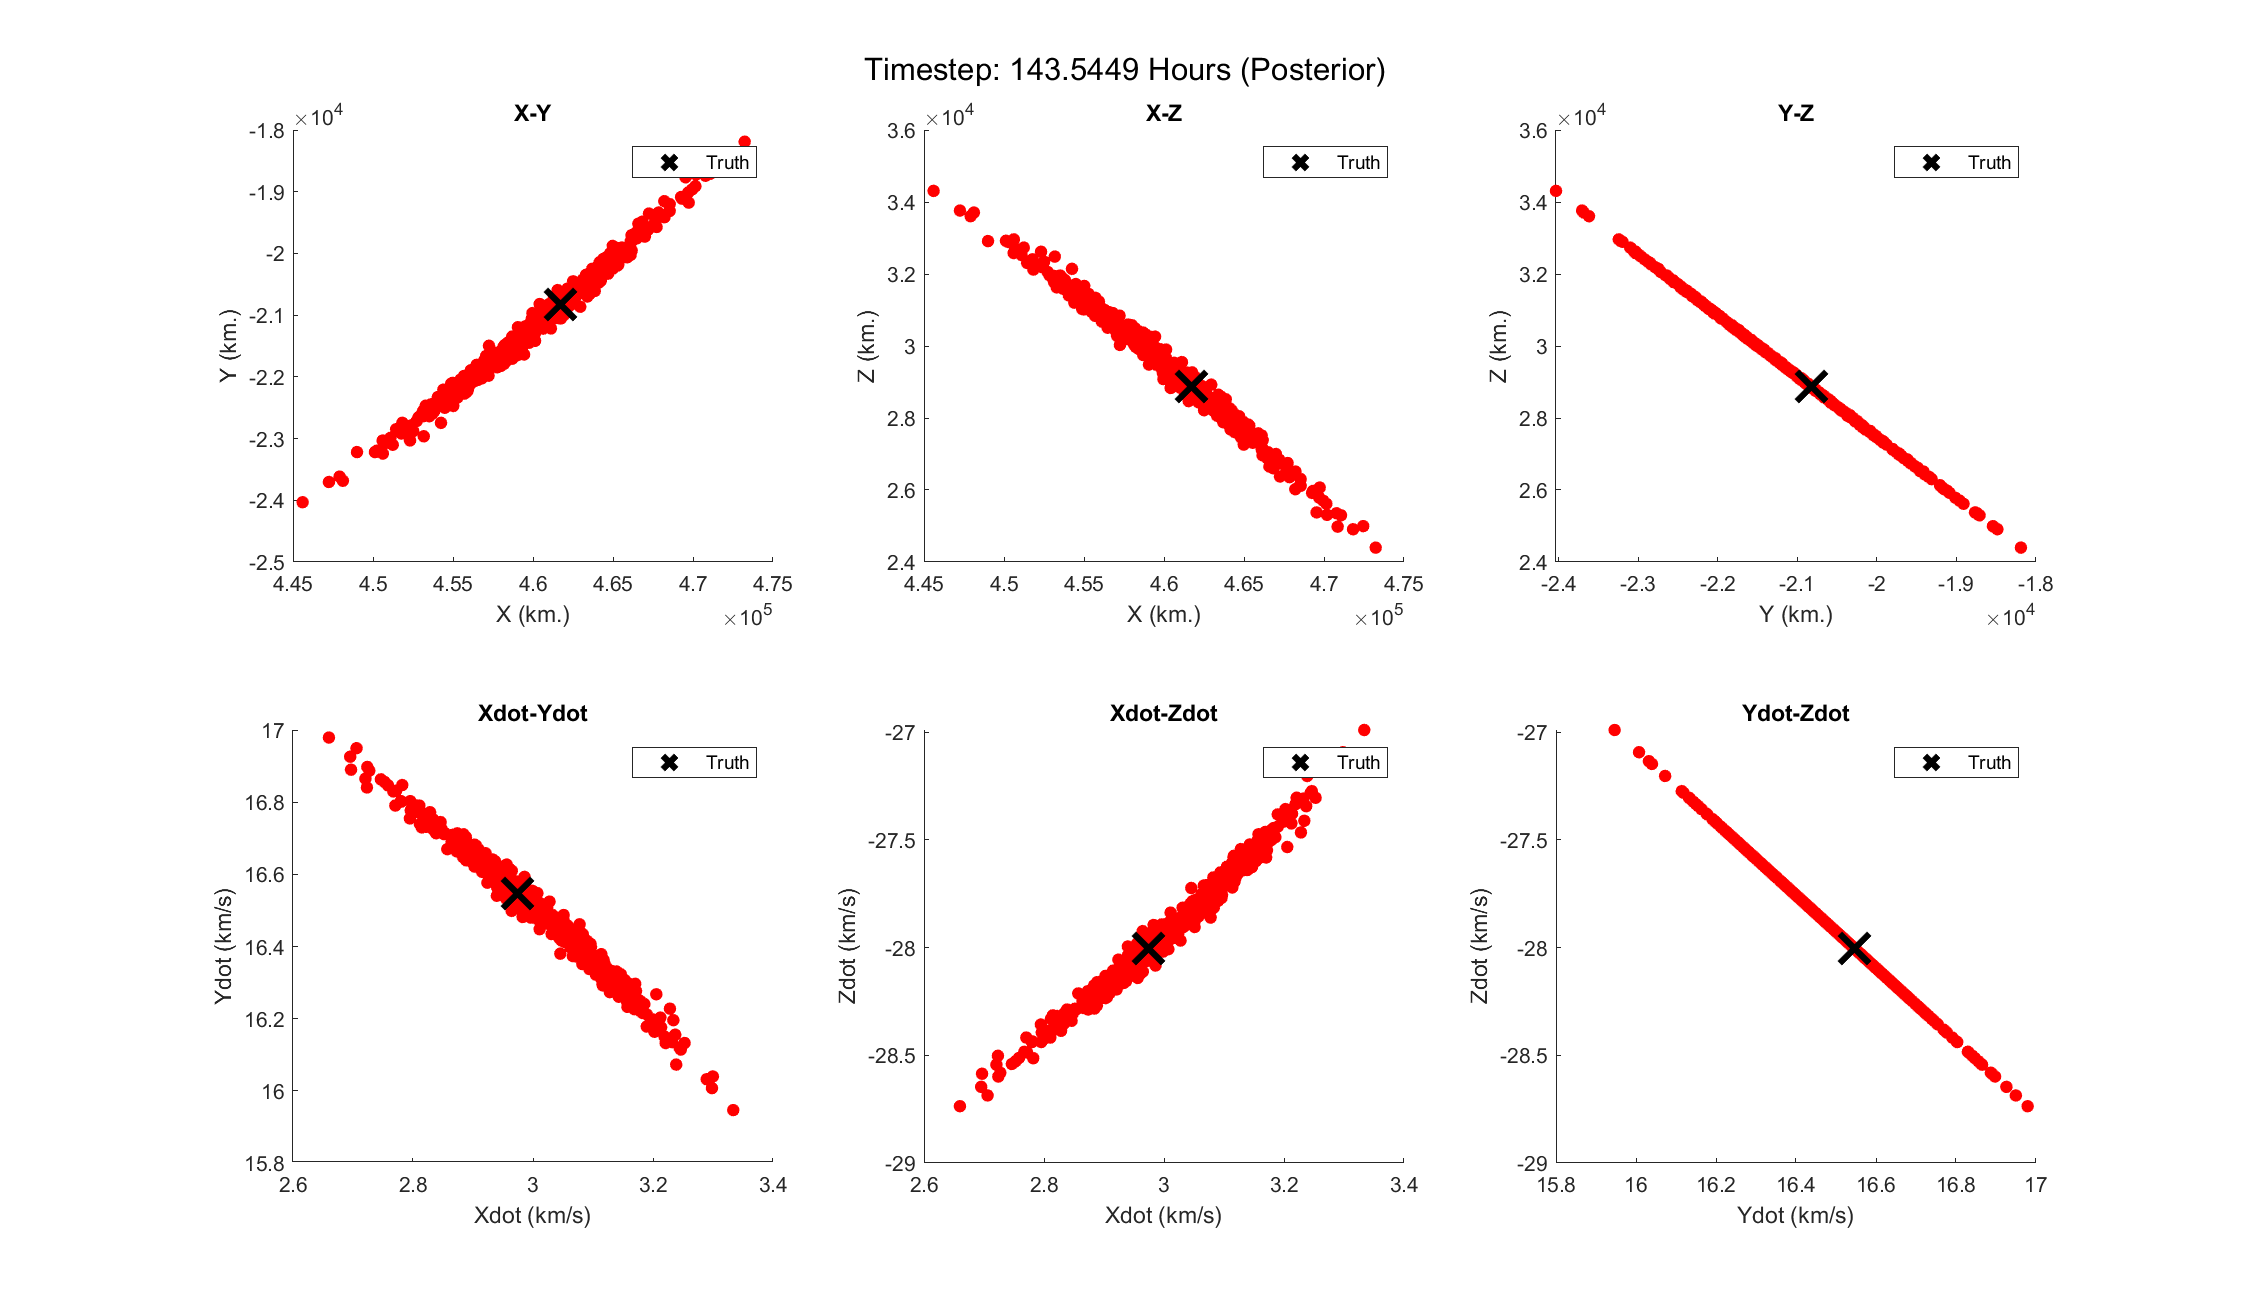 Timestep: 143.5449 Hours (Posterior)
X-Y
×10^4
-1.8
-1.9
-2
-2.1
-2.2
-2.3
-2.4
-2.5
Y (km.)
4.45 4.5 4.55 4.6 4.65 4.7 4.75
X (km.)
×10^5
Truth
X-Z
×10^4
3.6
3.4
3.2
3
2.8
2.6
2.4
Z (km.)
4.45 4.5 4.55 4.6 4.65 4.7 4.75
X (km.)
×10^5
Truth
Y-Z
×10^4
3.6
3.4
3.2
3
2.8
2.6
2.4
Z (km.)
-2.4 -2.3 -2.2 -2.1 -2 -1.9 -1.8
Y (km.)
×10^4
Truth
Xdot-Ydot
17
16.8
16.6
16.4
16.2
16
15.8
Ydot (km/s)
2.6 2.8 3 3.2 3.4
Xdot (km/s)
Truth
Xdot-Zdot
-27
-27.5
-28
-28.5
-29
Zdot (km/s)
2.6 2.8 3 3.2 3.4
Xdot (km/s)
Truth
Ydot-Zdot
-27
-27.5
-28
-28.5
-29
Zdot (km/s)
15.8 16 16.2 16.4 16.6 16.8 17
Ydot (km/s)
Truth